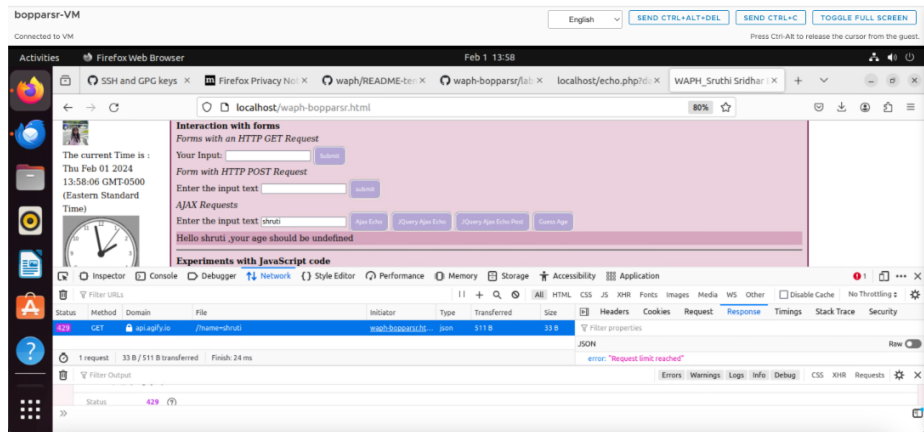 bopparsr-VM
English
SEND CTRL+ALT+DEL
SEND CTRL+C
TOGGLE FULL SCREEN
Connected to VM
Press Ctrl-Alt to release the cursor from the guest.
Activities
Firefox Web Browser
Feb 1 13:58
SSH and GPG keys
Firefox Privacy Not
waph/README-tem
waph-bopparsr/lab
localhost/echo.php?da
WAPH_Sruthi Sridhar
localhost/waph-bopparsr.html
80%
The current Time is :
Thu Feb 01 2024
13:58:06 GMT-0500
(Eastern Standard
Time)
Interaction with forms
Forms with an HTTP GET Request
Your Input:
Submit
Form with HTTP POST Request
Enter the input text
submit
AJAX Requests
Enter the input text shruti
Ajax Echo
JQuery Ajax Echo
JQuery Ajax Echo Post
Guess Age
Hello shruti ,your age should be undefined
Experiments with JavaScript code
Inspector Console Debugger Network Style Editor Performance Memory Storage Accessibility Application
1
Filter URLs
All HTML CSS JS XHR Fonts Images Media WS Other Disable Cache No Throttling
Status Method Domain File Initiator Type Transferred Size
429 GET api.agify.io /?name=shruti waph-bopparsr.ht... json 511 B 33 B
1 request 33 B / 511 B transferred Finish: 24 ms
Headers Cookies Request Response Timings Stack Trace Security
Filter properties
JSON
Raw
error: "Request limit reached"
Filter Output
Errors Warnings Logs Info Debug CSS XHR Requests
Status 429